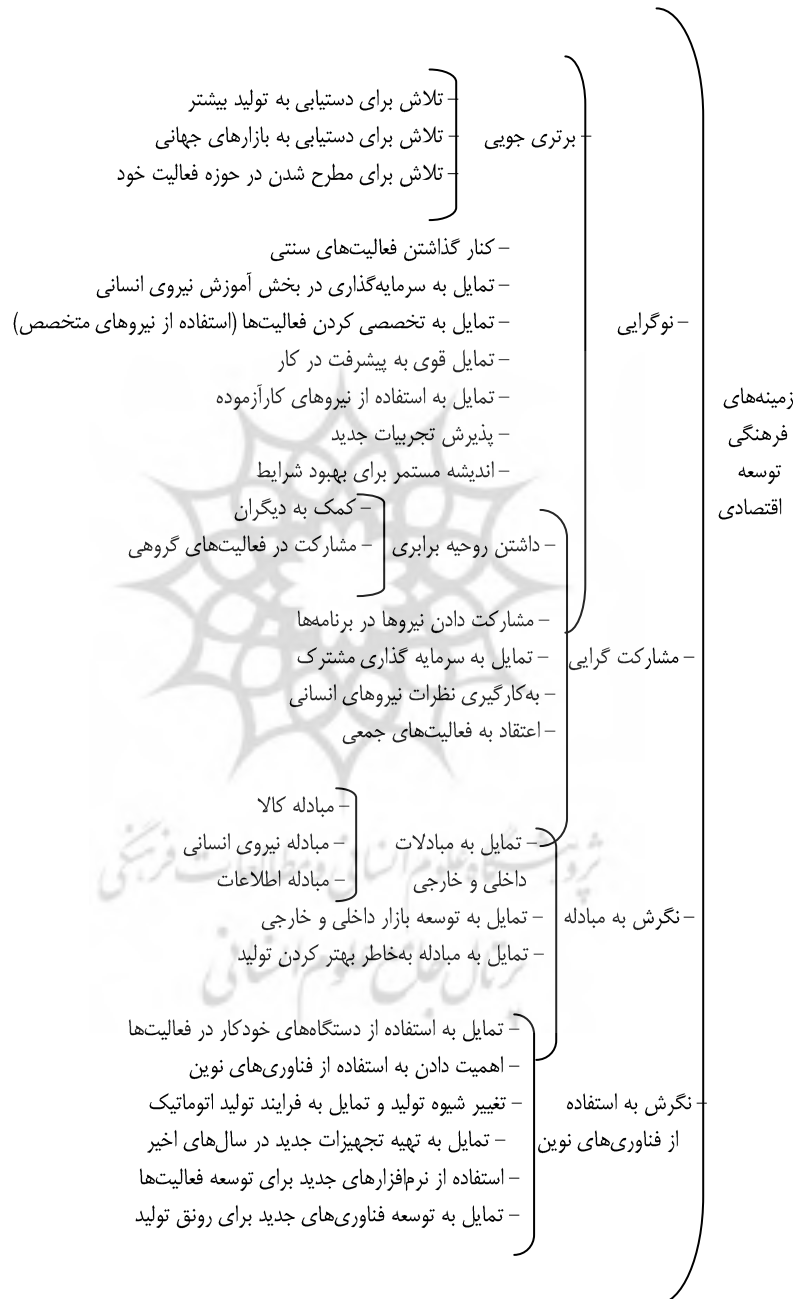 زمینه‌های
فرهنگی
توسعه
اقتصادی
– برتری جویی
– تلاش برای دستیابی به تولید بیشتر
– تلاش برای دستیابی به بازارهای جهانی
– تلاش برای مطرح شدن در حوزه فعالیت خود
– نوگرایی
– کنار گذاشتن فعالیت‌های سنتی
– تمایل به سرمایه‌گذاری در بخش آموزش نیروی انسانی
– تمایل به تخصصی کردن فعالیت‌ها (استفاده از نیروهای متخصص)
– تمایل قوی به پیشرفت در کار
– تمایل به استفاده از نیروهای کارآزموده
– پذیرش تجربیات جدید
– اندیشه مستمر برای بهبود شرایط
– مشارکت گرایی
– داشتن روحیه برابری
– کمک به دیگران
– مشارکت در فعالیت‌های گروهی
– مشارکت دادن نیروها در برنامه‌ها
– تمایل به سرمایه گذاری مشترک
– به‌کارگیری نظرات نیروهای انسانی
– اعتقاد به فعالیت‌های جمعی
– نگرش به مبادله
– تمایل به مبادلات
داخلی و خارجی
– مبادله کالا
– مبادله نیروی انسانی
– مبادله اطلاعات
– تمایل به توسعه بازار داخلی و خارجی
– تمایل به مبادله به‌خاطر بهتر کردن تولید
– نگرش به استفاده
از فناوری‌های نوین
– تمایل به استفاده از دستگاه‌های خودکار در فعالیت‌ها
– اهمیت دادن به استفاده از فناوری‌های نوین
– تغییر شیوه تولید و تمایل به فرایند تولید اتوماتیک
– تمایل به تهیه تجهیزات جدید در سال‌های اخیر
– استفاده از نرم‌افزارهای جدید برای توسعه فعالیت‌ها
– تمایل به توسعه فناوری‌های جدید برای رونق تولید
پژوهشگاه علوم انسانی و مطالعات فرهنگی
پرتال جامع علوم انسانی